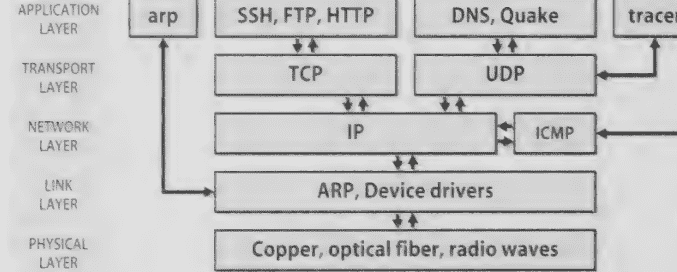 APPLICATION
LAYER
arp
SSH, FTP, HTTP
DNS, Quake
tracer
TRANSPORT
LAYER
TCP
UDP
NETWORK
LAYER
IP
ICMP
LINK
LAYER
ARP, Device drivers
PHYSICAL
LAYER
Copper, optical fiber, radio waves